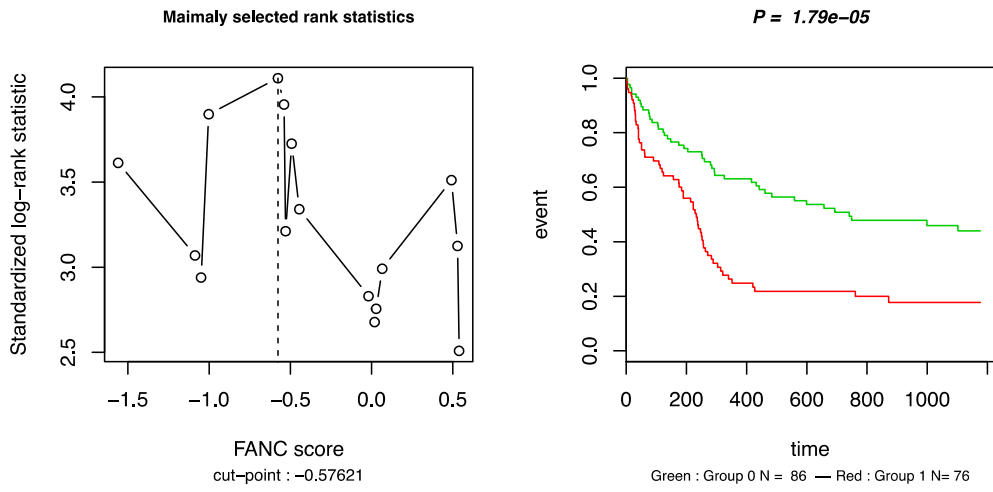 Maimaly selected rank statistics
Standardized log−rank statistic
4.0
3.5
3.0
2.5
−1.5 −1.0 −0.5 0.0 0.5
FANC score
cut−point : −0.57621
P = 1.79e−05
event
1.0
0.8
0.6
0.4
0.2
0.0
0 200 400 600 800 1000
time
Green : Group 0 N = 86 — Red : Group 1 N= 76